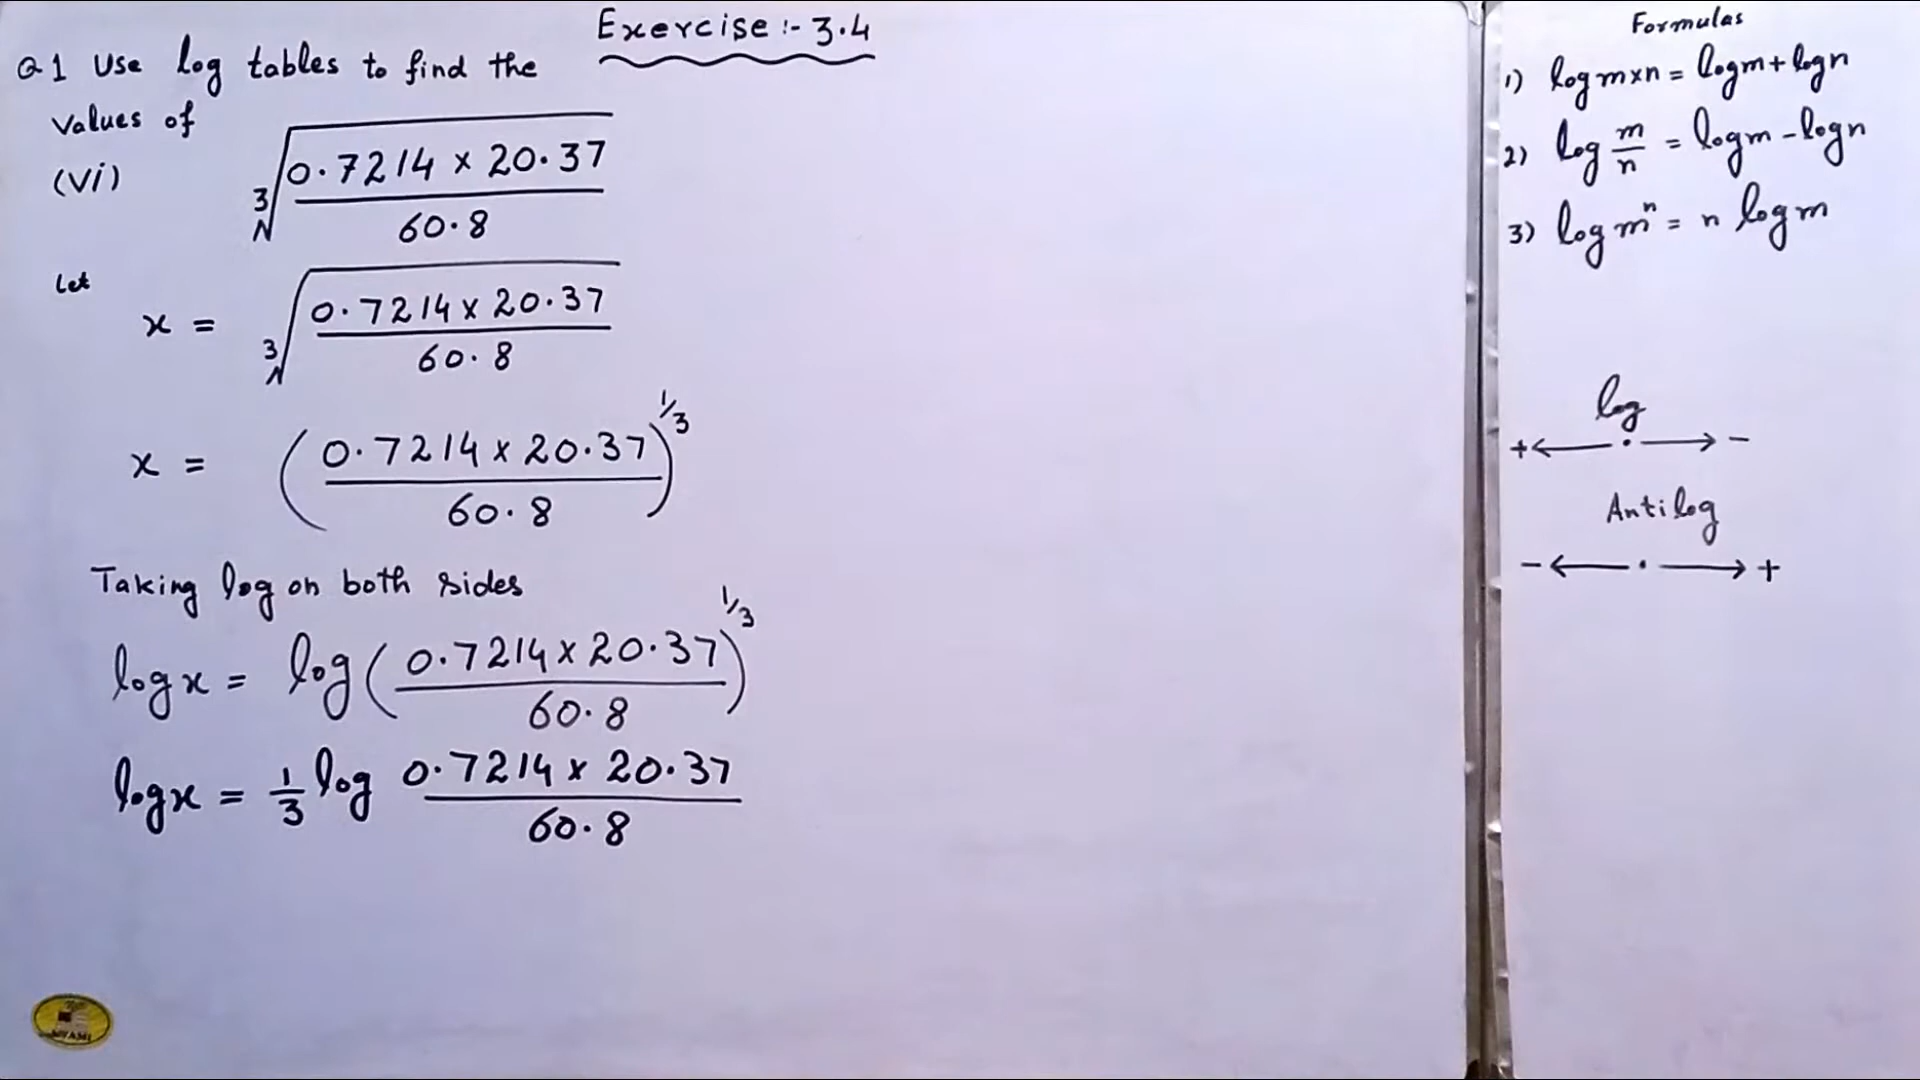 Exercise :- 3.4
Q1 Use log tables to find the
values of
(vi) ∛((0.7214 × 20.37) / 60.8)
Let
x = ∛((0.7214 × 20.37) / 60.8)
x = ((0.7214 × 20.37) / 60.8)^(1/3)
Taking log on both sides
log x = log ((0.7214 × 20.37) / 60.8)^(1/3)
log x = 1/3 log (0.7214 × 20.37) / 60.8
Formulas
1) log m×n = log m + log n
2) log m/n = log m - log n
3) log m^n = n log m
log
+ ← . → -
Antilog
- ← . → +